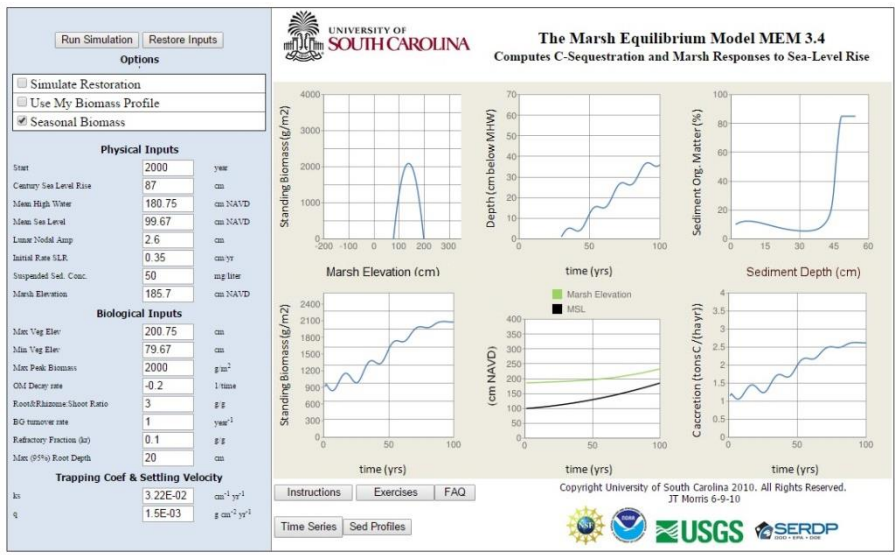 Run Simulation Restore Inputs
Options
Simulate Restoration
Use My Biomass Profile
Seasonal Biomass
Physical Inputs
Start 2000 year
Century Sea Level Rise 87 cm
Mean High Water 180.75 cm NAVD
Mean Sea Level 99.67 cm NAVD
Lunar Nodal Amp 2.6 cm
Initial Rate SLR 0.35 cm/yr
Suspended Sed. Conc. 50 mg/liter
Marsh Elevation 185.7 cm NAVD
Biological Inputs
Max Veg Elev 200.75 cm
Min Veg Elev 79.67 cm
Max Peak Biomass 2000 g/m2
OM Decay rate -0.2 1/time
Root&Rhizome:Shoot Ratio 3 g/g
BG turnover rate 1 year-1
Refractory Fraction (kr) 0.1 g/g
Max (95%) Root Depth 20 cm
Trapping Coef & Settling Velocity
ks 3.22E-02 cm-1 yr-1
q 1.5E-03 g cm-2 yr-1
UNIVERSITY OF
SOUTH CAROLINA
The Marsh Equilibrium Model MEM 3.4
Computes C-Sequestration and Marsh Responses to Sea-Level Rise
Standing Biomass (g/m2)
4000
3000
2000
1000
0
-200 -100 0 100 200 300
Marsh Elevation (cm)
Depth (cm below MHW)
70
60
50
40
30
20
10
0
0 50 100
time (yrs)
Sediment Org. Matter (%)
100
80
60
40
20
0
0 15 30 45 60
Sediment Depth (cm)
Standing Biomass (g/m2)
2400
2100
1800
1500
1200
900
600
300
0
0 50 100
time (yrs)
Marsh Elevation
MSL
(cm NAVD)
400
350
300
250
200
150
100
50
0
0 50 100
time (yrs)
C accretion (tons C /(ha yr))
4
3.5
3
2.5
2
1.5
1
0.5
0
0 50 100
time (yrs)
Instructions Exercises FAQ
Time Series Sed Profiles
Copyright University of South Carolina 2010. All Rights Reserved.
JT Morris 6-9-10
NSF
NOAA
USGS
SERDP
DOD • EPA • DOE